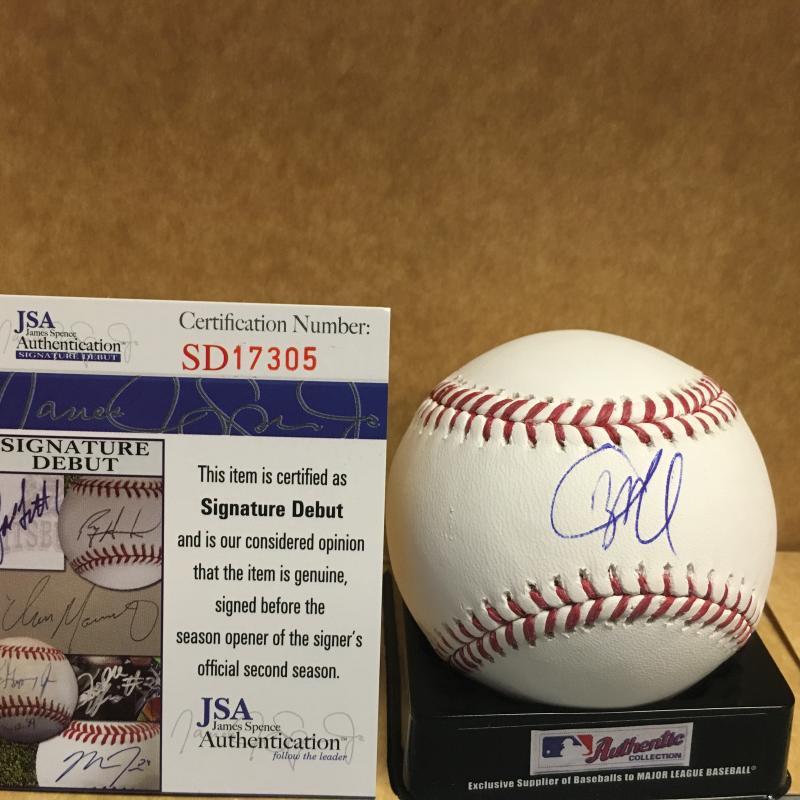 JSA
James Spence
Authentication
SIGNATURE DEBUT
Certification Number:
SD17305
SIGNATURE
DEBUT
This item is certified as
Signature Debut
and is our considered opinion
that the item is genuine,
signed before the
season opener of the signer's
official second season.
JSA
James Spence
Authentication™
follow the leader
Authentic
COLLECTION
Exclusive Supplier of Baseballs to MAJOR LEAGUE BASEBALL®